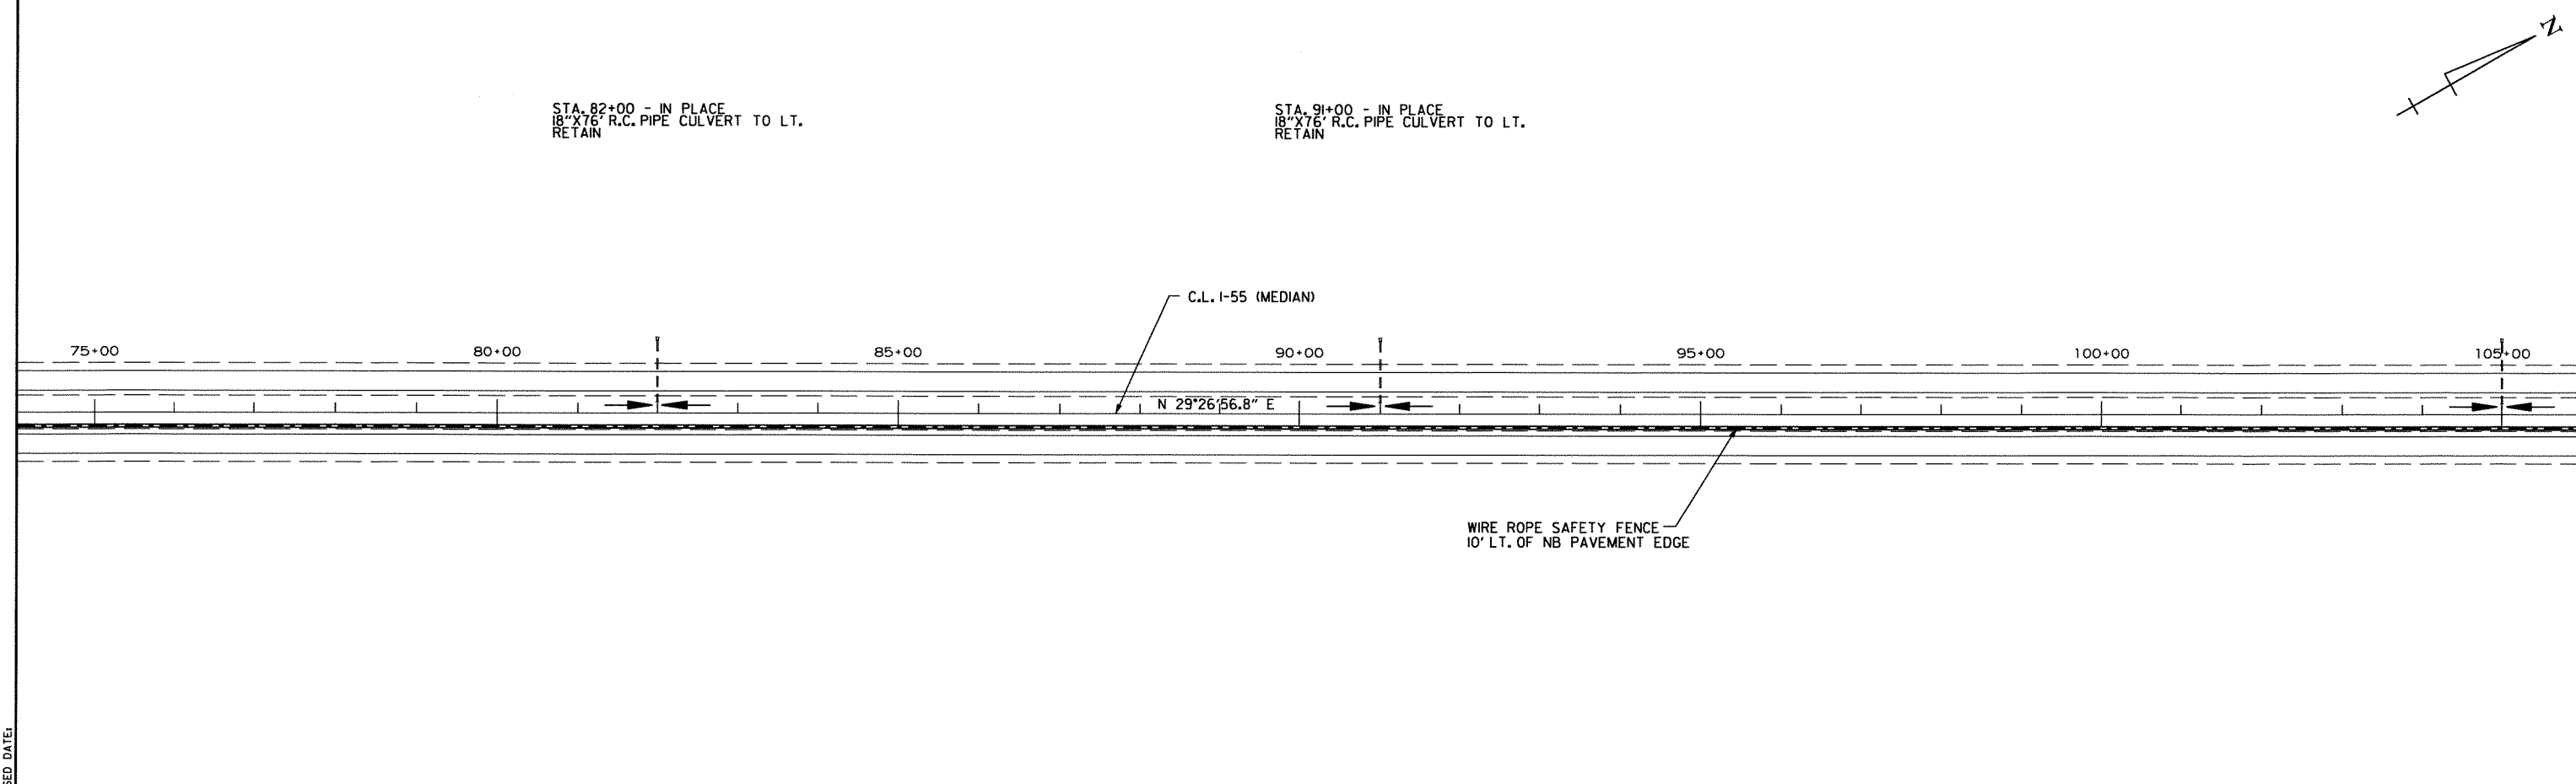 N
STA. 82+00 - IN PLACE
18"X76' R.C. PIPE CULVERT TO LT.
RETAIN
STA. 91+00 - IN PLACE
18"X76' R.C. PIPE CULVERT TO LT.
RETAIN
C.L. I-55 (MEDIAN)
75+00
80+00
85+00
90+00
95+00
100+00
105+00
N 29°26'56.8" E
WIRE ROPE SAFETY FENCE
10' LT. OF NB PAVEMENT EDGE
DATE: